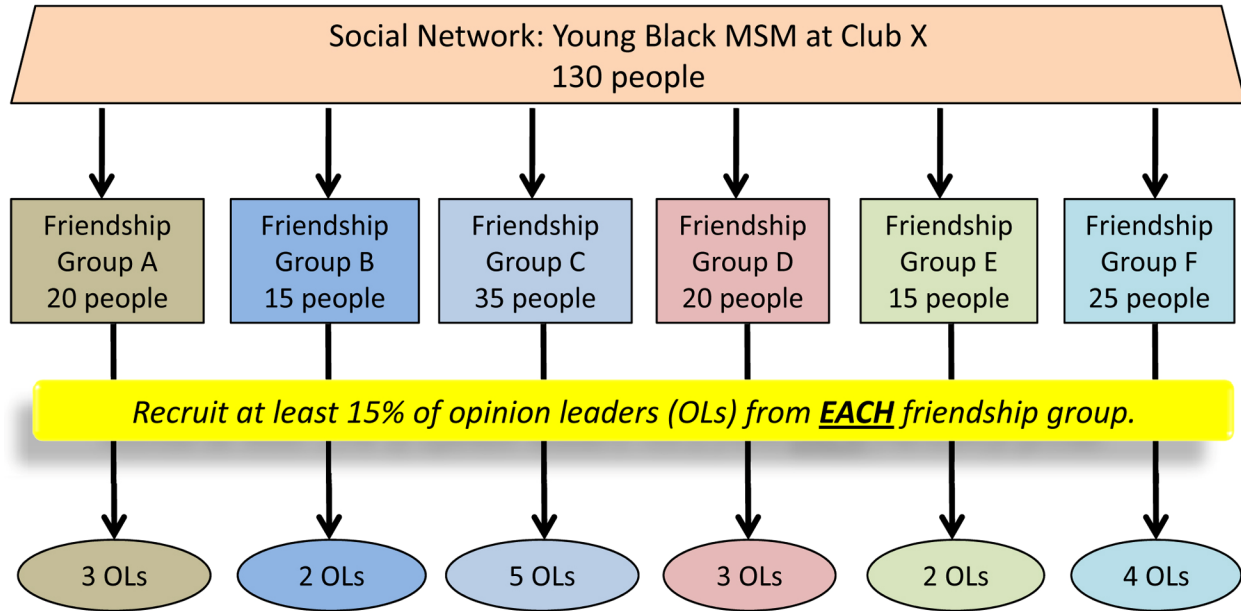 Social Network: Young Black MSM at Club X
130 people
Friendship
Group A
20 people
Friendship
Group B
15 people
Friendship
Group C
35 people
Friendship
Group D
20 people
Friendship
Group E
15 people
Friendship
Group F
25 people
Recruit at least 15% of opinion leaders (OLs) from EACH friendship group.
3 OLs
2 OLs
5 OLs
3 OLs
2 OLs
4 OLs